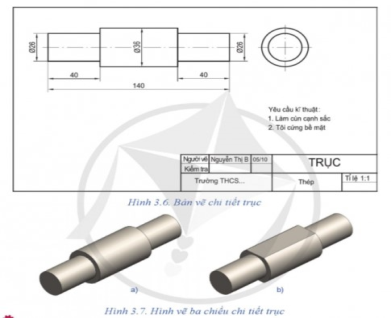 Ø26
Ø35
Ø26
40
40
140
Yêu cầu kĩ thuật:
1. Làm cùn cạnh sắc
2. Tôi cứng bề mặt
Người vẽ Nguyễn Thị B 05/10
TRỤC
Kiểm tra
Trường THCS...
Thép
Tỉ lệ 1:1
Hình 3.6. Bản vẽ chi tiết trục
a)
b)
Hình 3.7. Hình vẽ ba chiều chi tiết trục